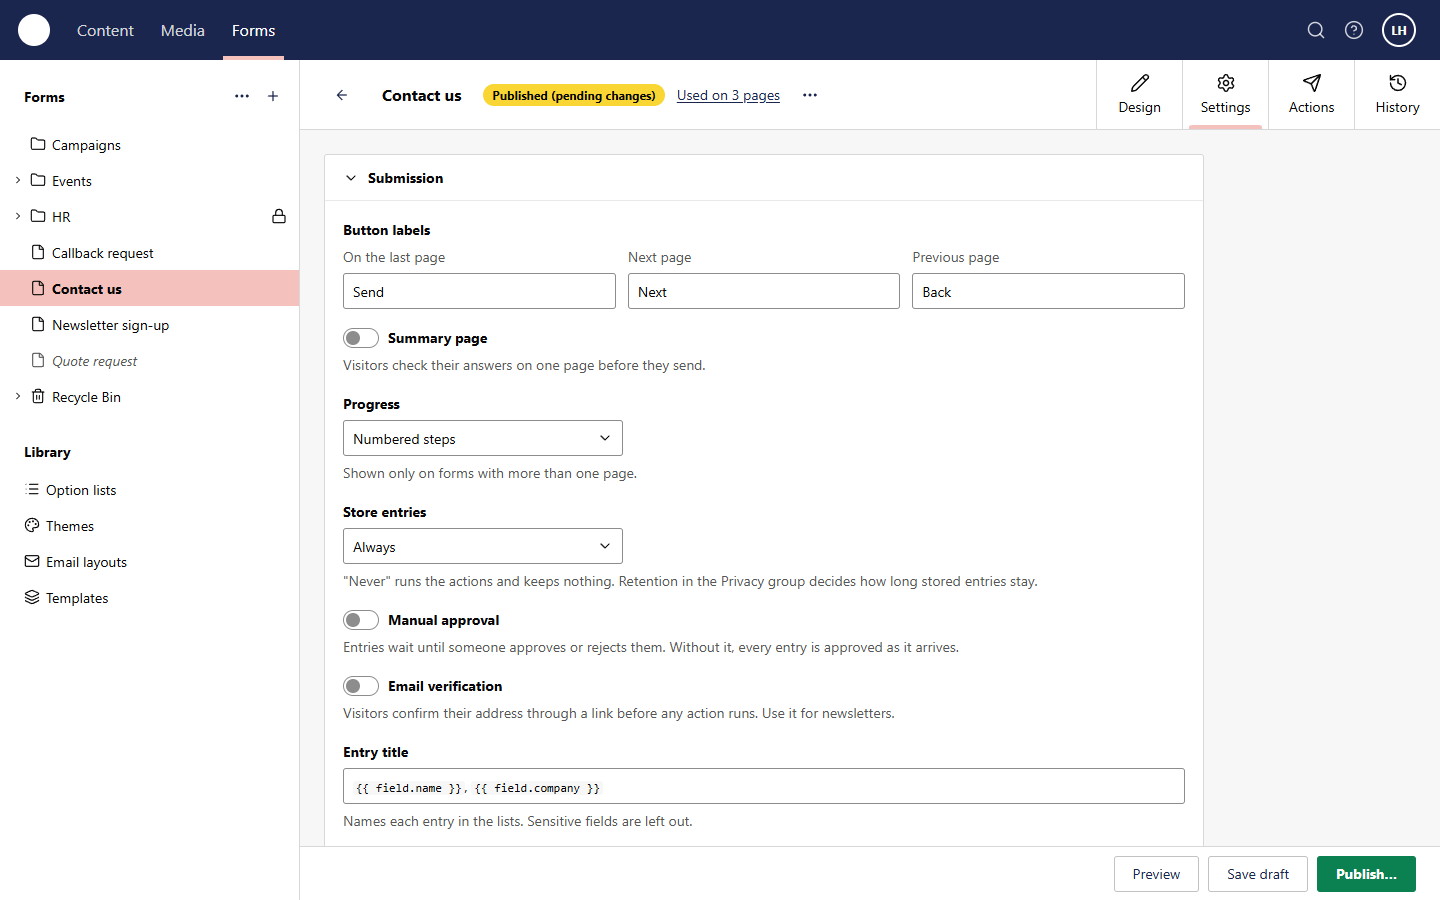 Content Media Forms LH
Forms
Contact us Published (pending changes) Used on 3 pages
Design Settings Actions History
Campaigns
Events
HR
Callback request
Contact us
Newsletter sign-up
Quote request
Recycle Bin
Library
Option lists
Themes
Email layouts
Templates
Submission
Button labels
On the last page Next page Previous page
Send Next Back
Summary page
Visitors check their answers on one page before they send.
Progress
Numbered steps
Shown only on forms with more than one page.
Store entries
Always
"Never" runs the actions and keeps nothing. Retention in the Privacy group decides how long stored entries stay.
Manual approval
Entries wait until someone approves or rejects them. Without it, every entry is approved as it arrives.
Email verification
Visitors confirm their address through a link before any action runs. Use it for newsletters.
Entry title
{{ field.name }}, {{ field.company }}
Names each entry in the lists. Sensitive fields are left out.
Preview Save draft Publish...